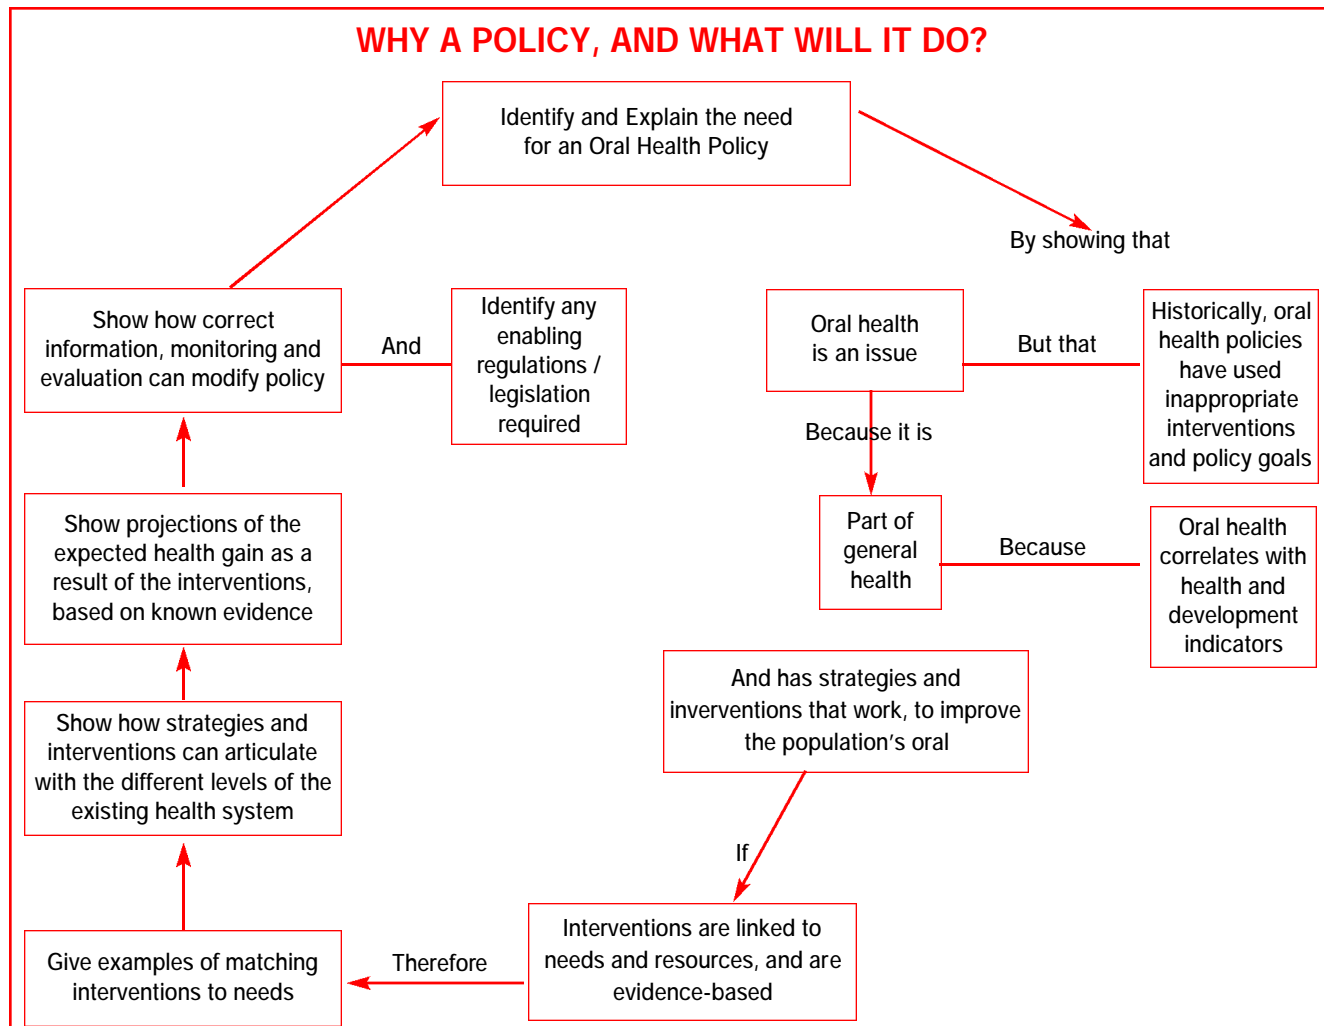 WHY A POLICY, AND WHAT WILL IT DO?
Identify and Explain the need
for an Oral Health Policy
By showing that
Oral health
is an issue
But that
Historically, oral
health policies
have used
inappropriate
interventions
and policy goals
Because it is
Part of
general
health
Because
Oral health
correlates with
health and
development
indicators
And has strategies and
inverventions that work, to improve
the population's oral
If
Interventions are linked to
needs and resources, and are
evidence-based
Therefore
Give examples of matching
interventions to needs
Show how strategies and
interventions can articulate
with the different levels of the
existing health system
Show projections of the
expected health gain as a
result of the interventions,
based on known evidence
Show how correct
information, monitoring and
evaluation can modify policy
And
Identify any
enabling
regulations /
legislation
required